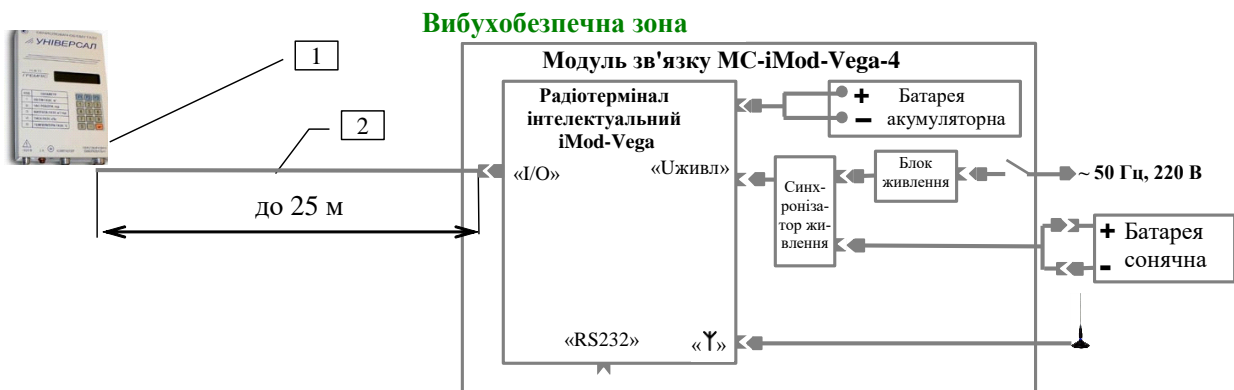 Вибухобезпечна зона
УНІВЕРСАЛ
1
2
до 25 м
Модуль зв'язку МС-iMod-Vega-4
Радіотермінал
інтелектуальний
iMod-Vega
«I/O»
«Uживл»
«RS232»
«»
+
−
Батарея
акумуляторна
Синх-
роніза-
тор жи-
влення
Блок
живлення
~ 50 Гц, 220 В
+
-
Батарея
сонячна